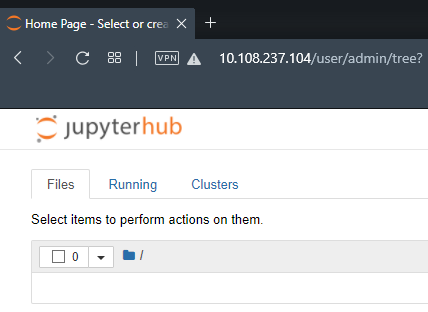 Home Page - Select or crea
VPN 10.108.237.104/user/admin/tree?
jupyterhub
Files Running Clusters
Select items to perform actions on them.
0 /